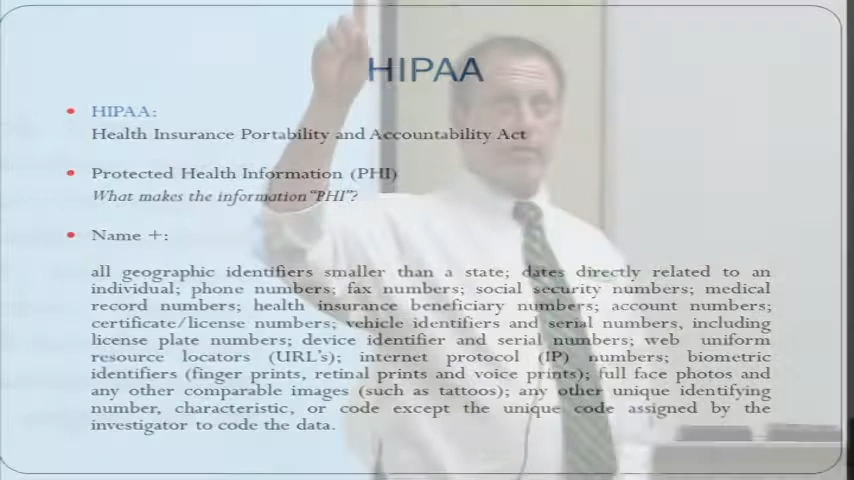 HIPAA
HIPAA:
Health Insurance Portability and Accountability Act
Protected Health Information (PHI)
What makes the information "PHI"?
Name +:
all geographic identifiers smaller than a state; dates directly related to an
individual; phone numbers; fax numbers; social security numbers; medical
record numbers; health insurance beneficiary numbers; account numbers;
certificate/license numbers; vehicle identifiers and serial numbers, including
license plate numbers; device identifier and serial numbers; web uniform
resource locators (URL's); internet protocol (IP) numbers; biometric
identifiers (finger prints, retinal prints and voice prints); full face photos and
any other comparable images (such as tattoos); any other unique identifying
number, characteristic, or code except the unique code assigned by the
investigator to code the data.